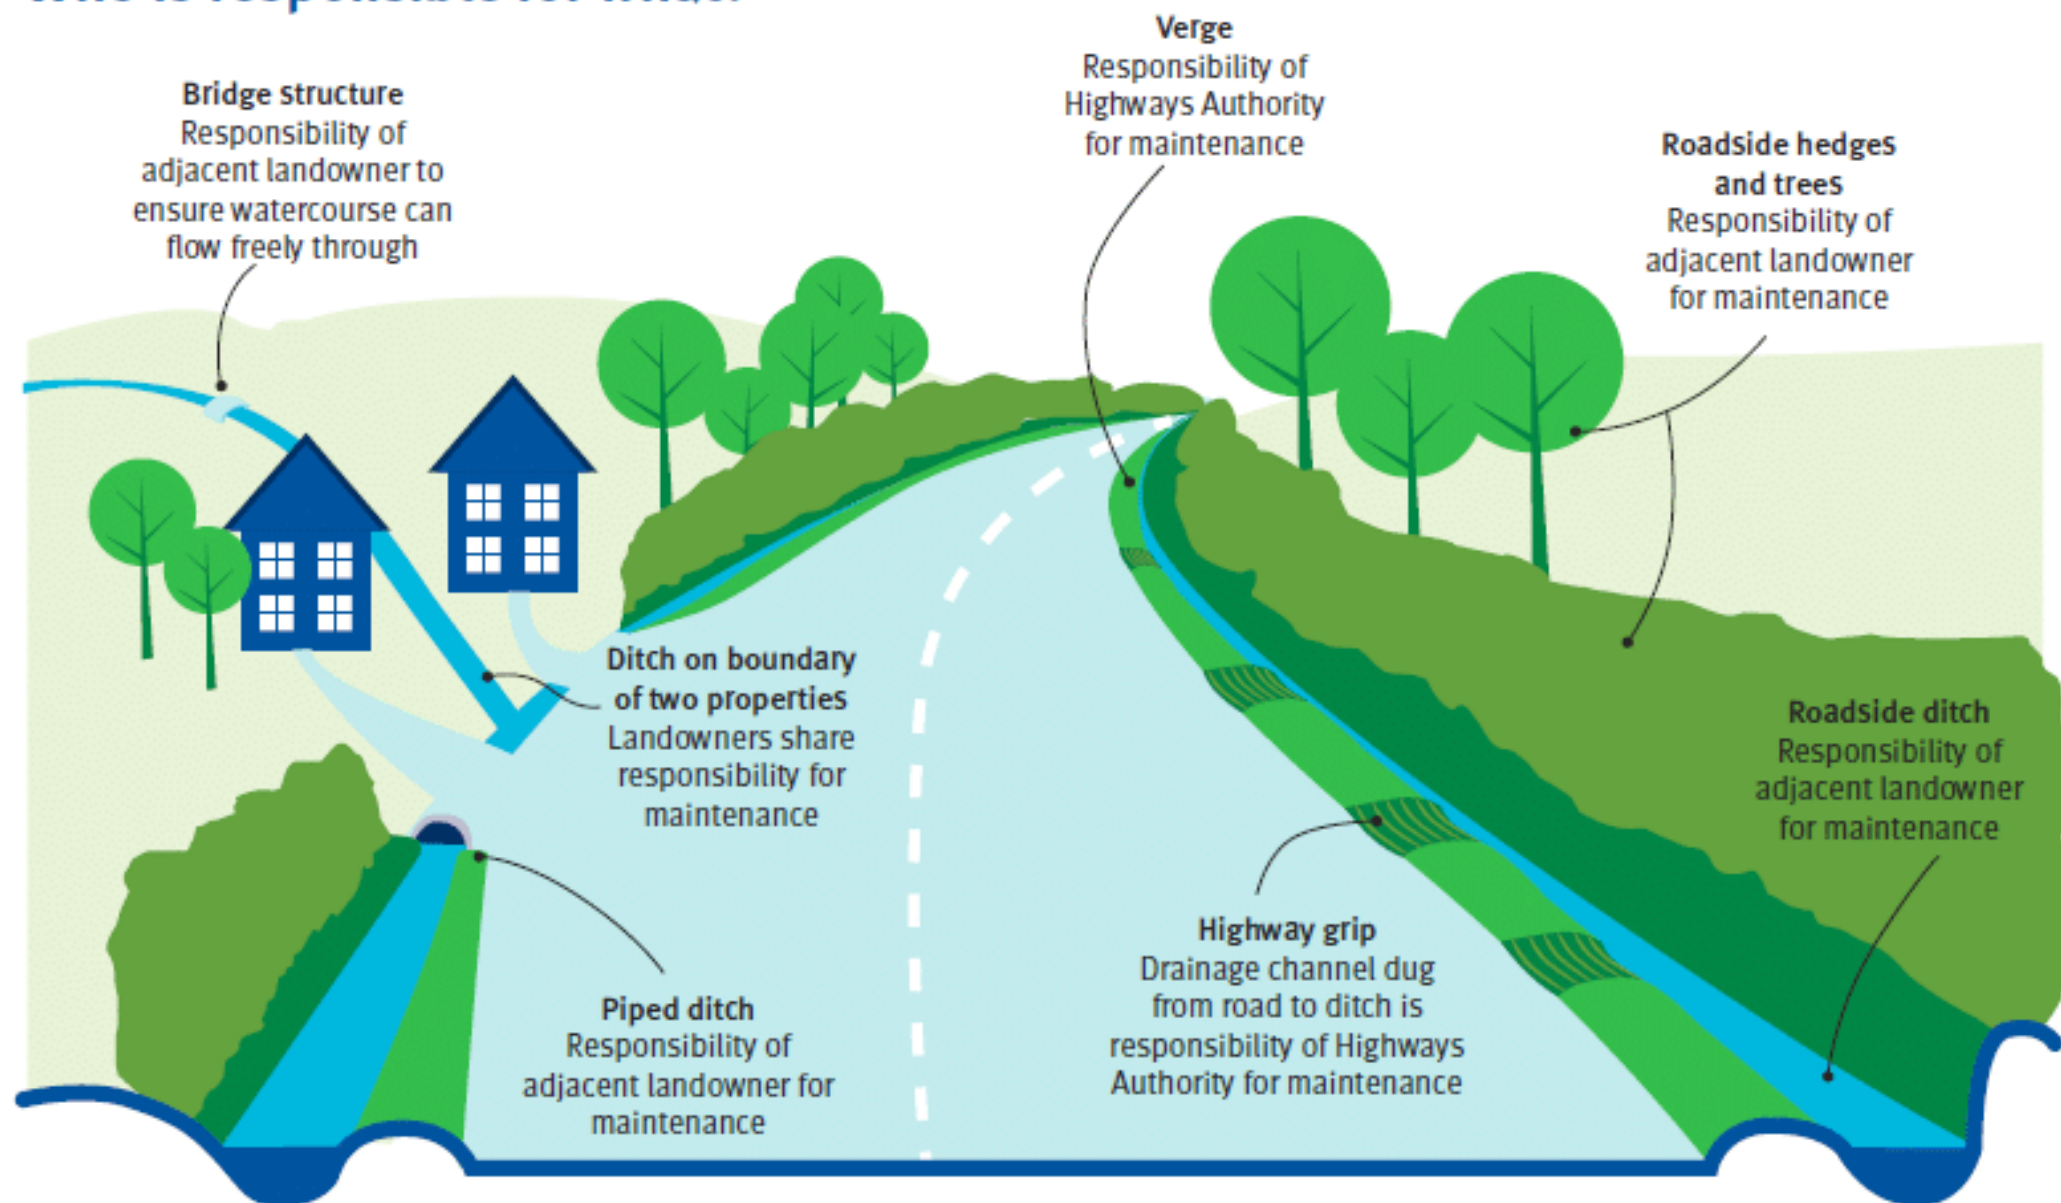 Verge
Responsibility of
Highways Authority
for maintenance
Bridge structure
Responsibility of
adjacent landowner to
ensure watercourse can
flow freely through
Roadside hedges
and trees
Responsibility of
adjacent landowner
for maintenance
Ditch on boundary
of two properties
Landowners share
responsibility for
maintenance
Roadside ditch
Responsibility of
adjacent landowner
for maintenance
Highway grip
Drainage channel dug
from road to ditch is
responsibility of Highways
Authority for maintenance
Piped ditch
Responsibility of
adjacent landowner for
maintenance